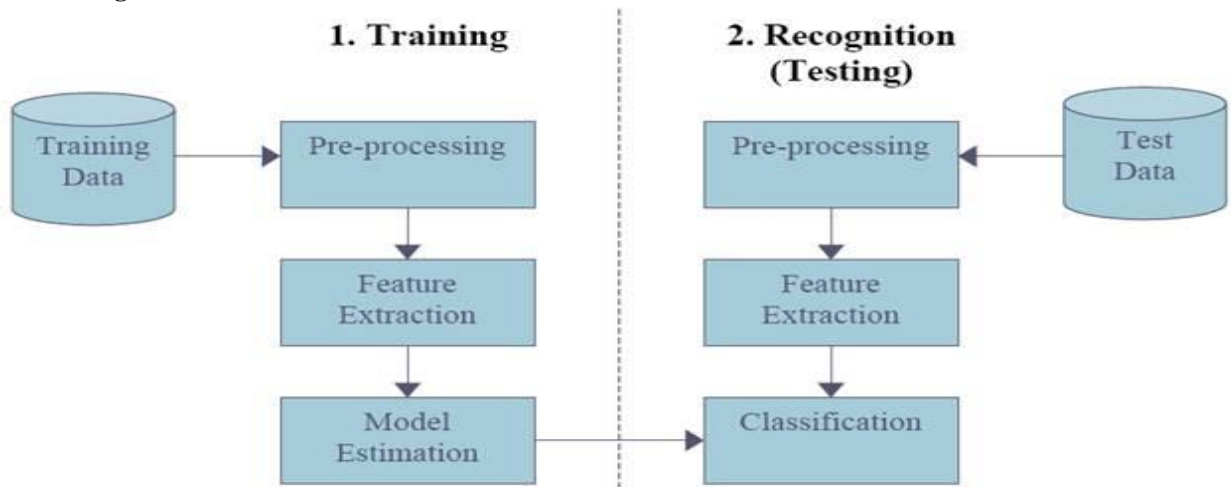 1. Training
2. Recognition
(Testing)
Training
Data
Pre-processing
Feature
Extraction
Model
Estimation
Pre-processing
Test
Data
Feature
Extraction
Classification